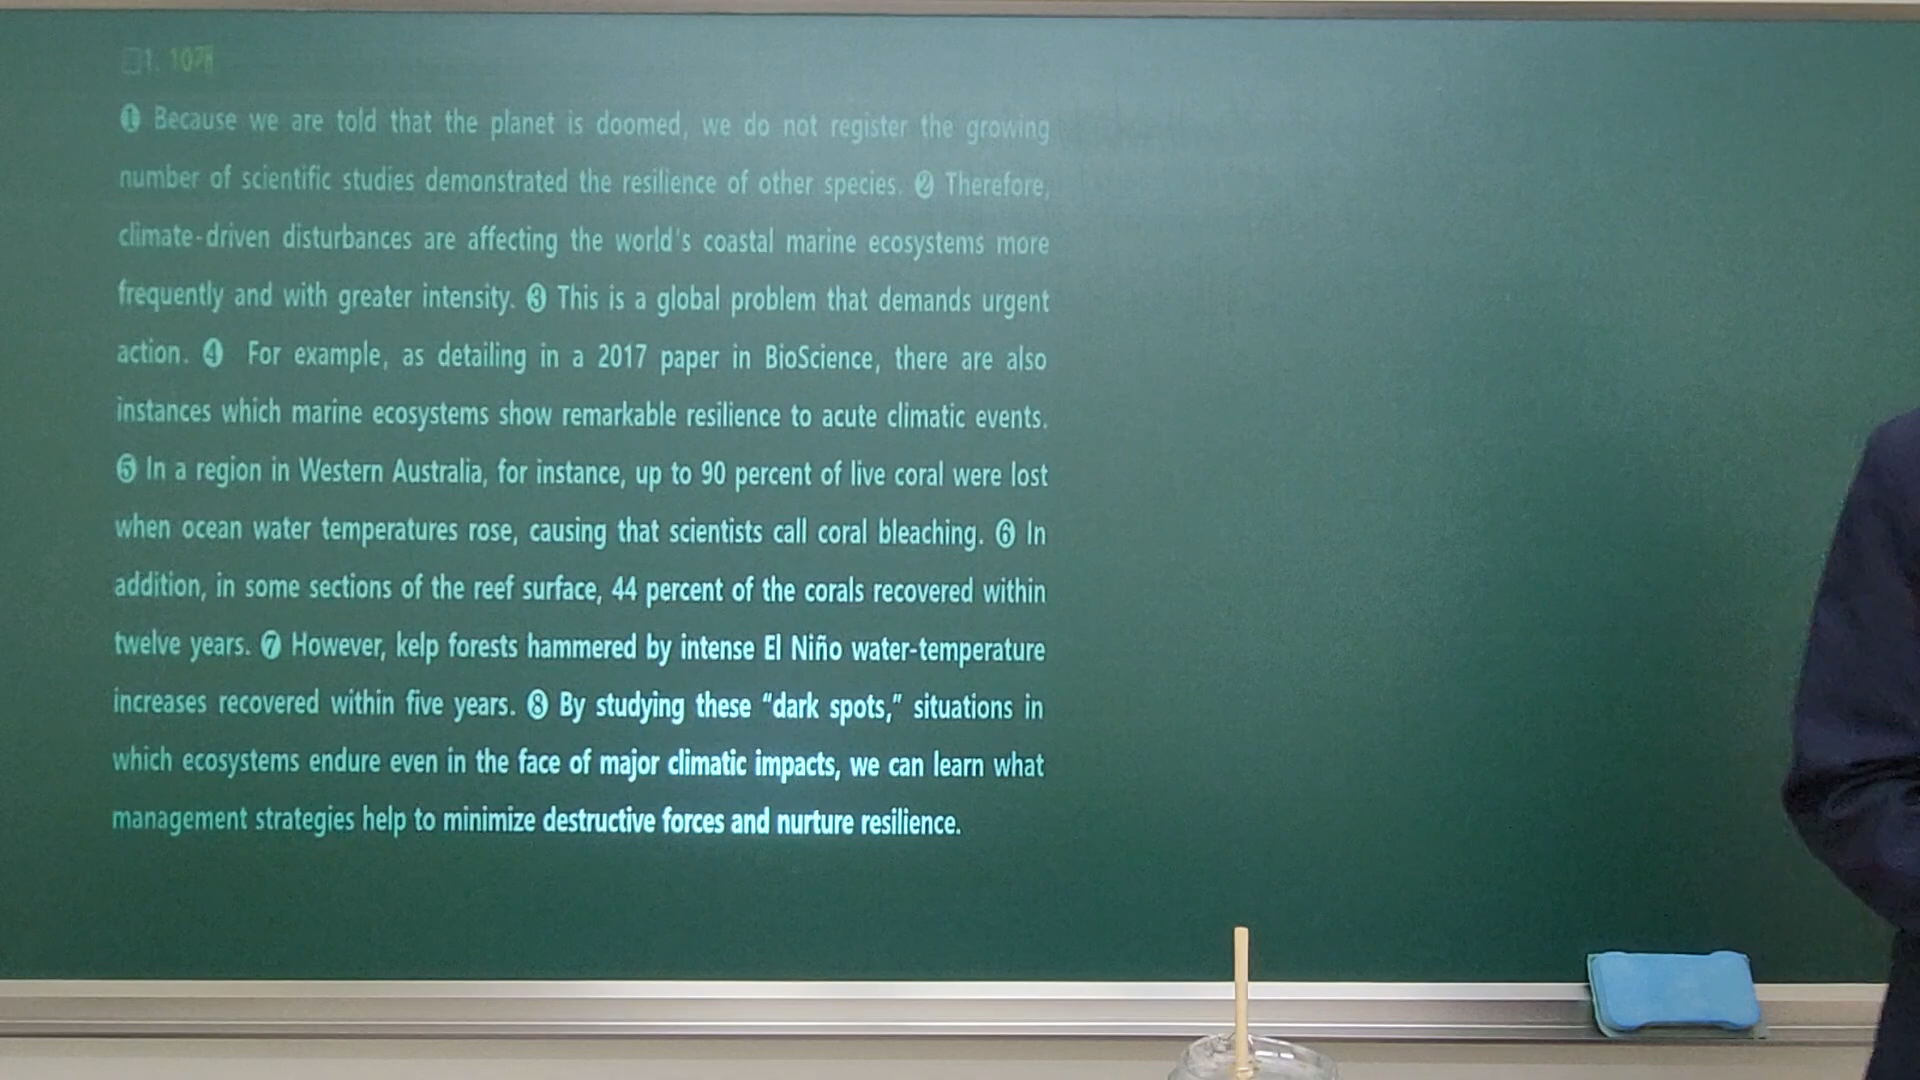 □1. 10개
❶ Because we are told that the planet is doomed, we do not register the growing
number of scientific studies demonstrated the resilience of other species. ❷ Therefore,
climate-driven disturbances are affecting the world's coastal marine ecosystems more
frequently and with greater intensity. ❸ This is a global problem that demands urgent
action. ❹ For example, as detailing in a 2017 paper in BioScience, there are also
instances which marine ecosystems show remarkable resilience to acute climatic events.
❺ In a region in Western Australia, for instance, up to 90 percent of live coral were lost
when ocean water temperatures rose, causing that scientists call coral bleaching. ❻ In
addition, in some sections of the reef surface, 44 percent of the corals recovered within
twelve years. ❼ However, kelp forests hammered by intense El Niño water-temperature
increases recovered within five years. ❽ By studying these “dark spots,” situations in
which ecosystems endure even in the face of major climatic impacts, we can learn what
management strategies help to minimize destructive forces and nurture resilience.